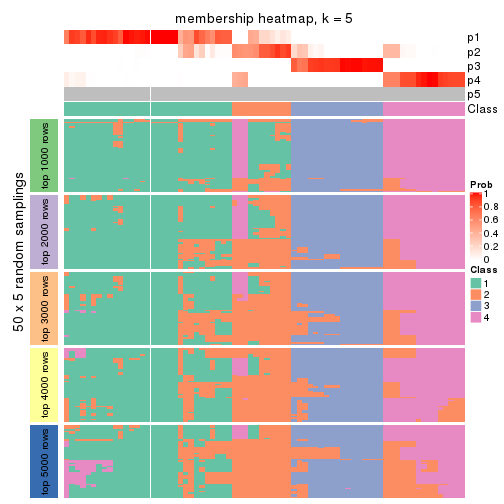 membership heatmap, k = 5
p1
p2
p3
p4
p5
Class
50 x 5 random samplings
top 1000 rows
top 2000 rows
top 3000 rows
top 4000 rows
top 5000 rows
Prob
1
0.8
0.6
0.4
0.2
0
Class
1
2
3
4